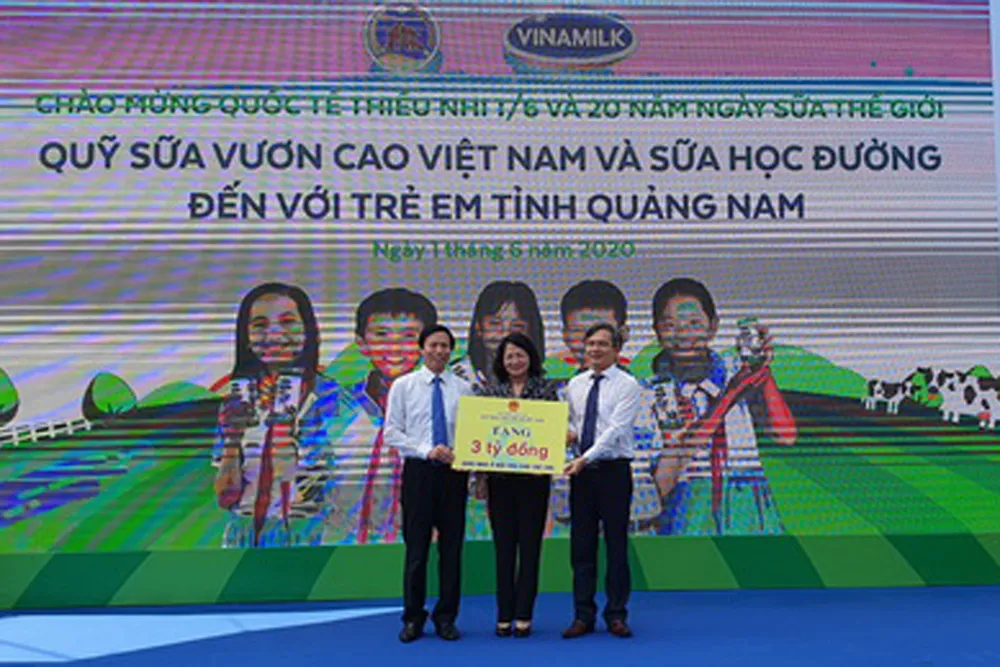 VINAMILK
CHÀO MỪNG QUỐC TẾ THIẾU NHI 1/6 VÀ 20 NĂM NGÀY SỮA THẾ GIỚI
QUỸ SỮA VƯƠN CAO VIỆT NAM VÀ SỮA HỌC ĐƯỜNG
ĐẾN VỚI TRẺ EM TỈNH QUẢNG NAM
Ngày 1 tháng 6 năm 2020
TẶNG
3 tỷ đồng